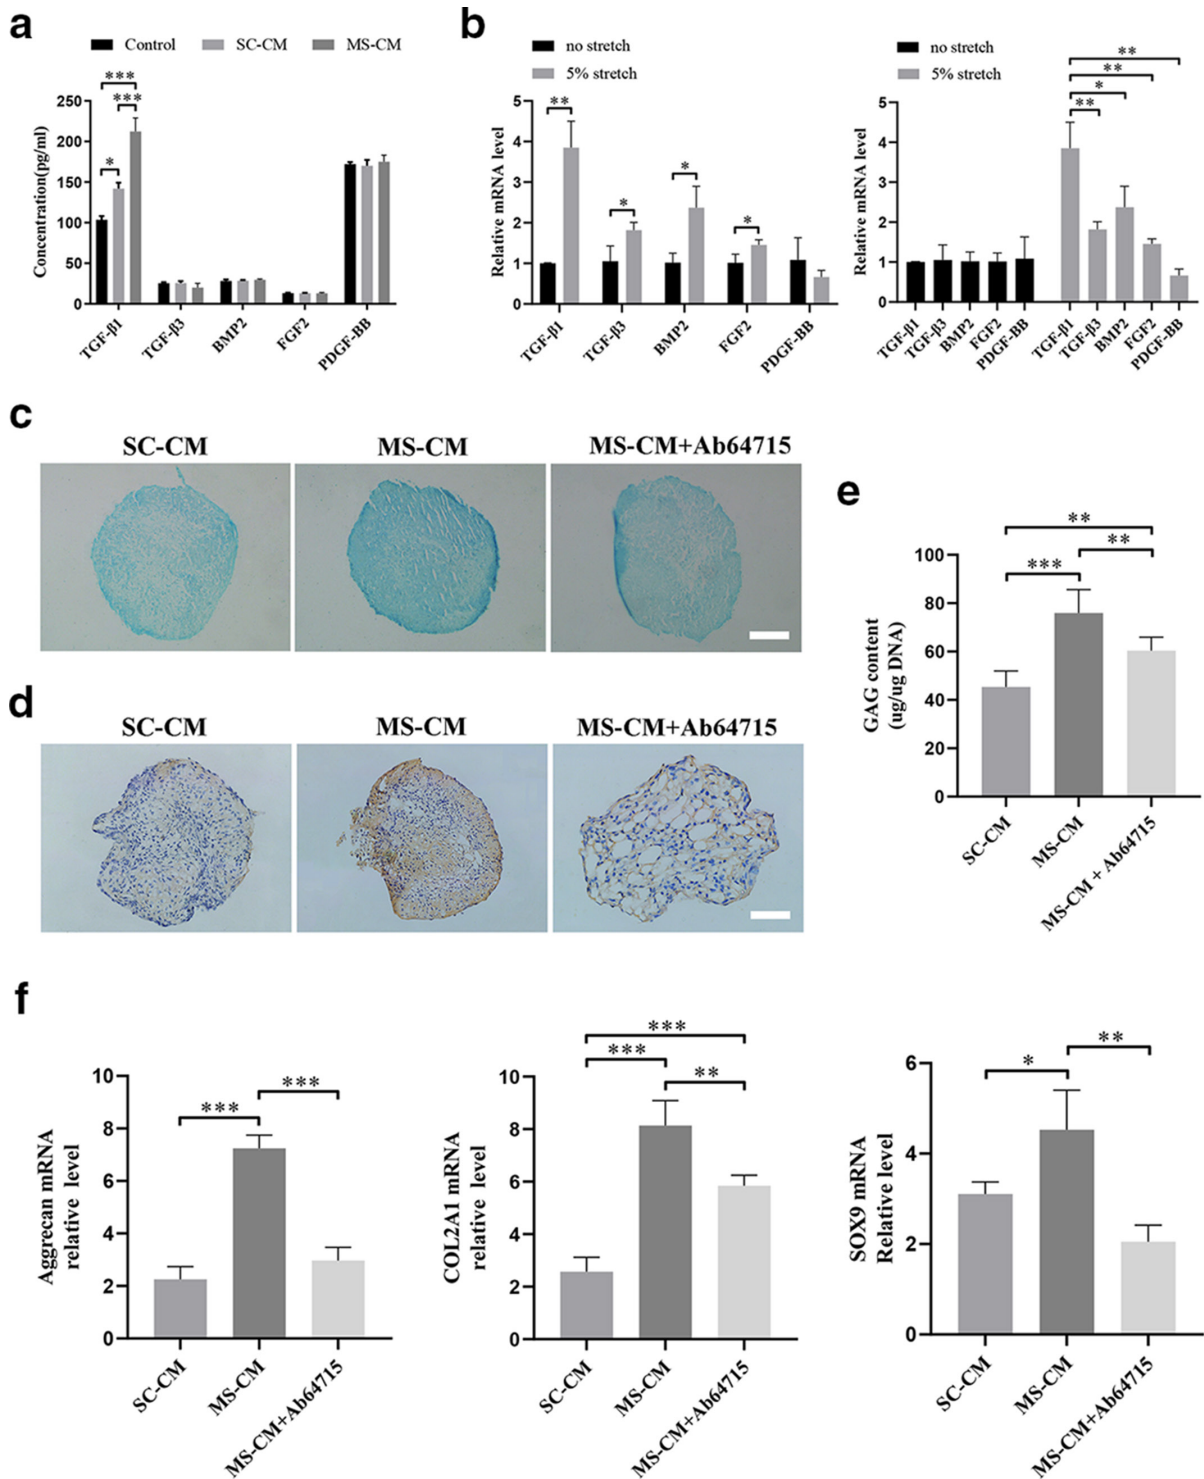 a
Control SC-CM MS-CM
***
***
*
Concentration(pg/ml)
250
200
150
100
50
0
TGF-β1 TGF-β3 BMP2 FGF2 PDGF-BB
b
no stretch
5% stretch
**
*
*
*
Relative mRNA level
5
4
3
2
1
0
TGF-β1 TGF-β3 BMP2 FGF2 PDGF-BB
no stretch
5% stretch
**
**
*
**
Relative mRNA level
5
4
3
2
1
0
TGF-β1 TGF-β3 BMP2 FGF2 PDGF-BB TGF-β1 TGF-β3 BMP2 FGF2 PDGF-BB
c
SC-CM MS-CM MS-CM+Ab64715
d
SC-CM MS-CM MS-CM+Ab64715
e
**
**
***
GAG content
(ug/ug DNA)
100
80
60
40
20
0
SC-CM MS-CM MS-CM + Ab64715
f
***
***
Aggrecan mRNA
relative level
10
8
6
4
2
0
SC-CM MS-CM MS-CM+Ab64715
***
***
**
COL2A1 mRNA
relative level
10
8
6
4
2
0
SC-CM MS-CM MS-CM+Ab64715
**
*
SOX9 mRNA
Relative level
6
4
2
0
SC-CM MS-CM MS-CM+Ab64715